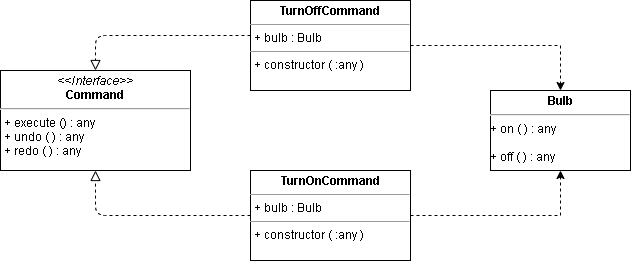 TurnOffCommand
+ bulb : Bulb
+ constructor ( :any )
<<Interface>>
Command
+ execute () : any
+ undo ( ) : any
+ redo ( ) : any
Bulb
+ on ( ) : any
+ off ( ) : any
TurnOnCommand
+ bulb : Bulb
+ constructor ( :any )